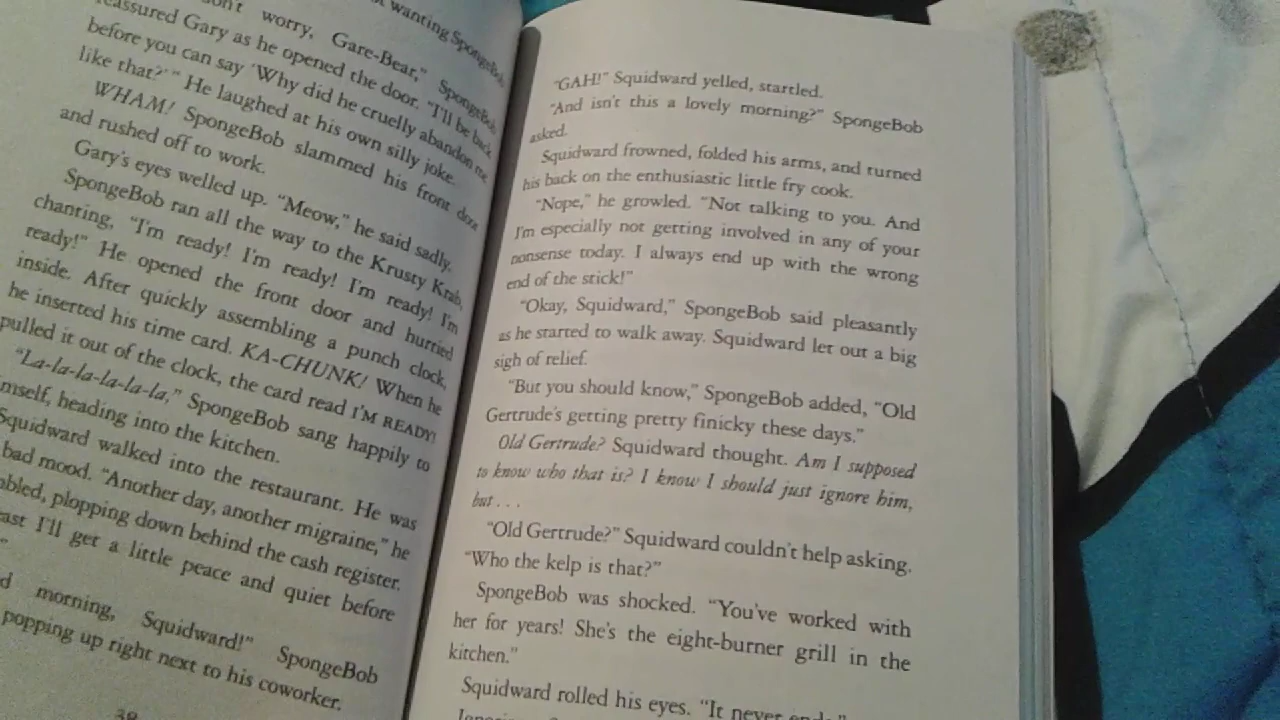 wanting SpongeBob
don't worry, Gare-Bear," SpongeBob
reassured Gary as he opened the door. "I'll be back
before you can say 'Why did he cruelly abandon me
like that?' " He laughed at his own silly joke.
WHAM! SpongeBob slammed his front door
and rushed off to work.
Gary's eyes welled up. "Meow," he said sadly.
SpongeBob ran all the way to the Krusty Krab,
chanting, "I'm ready! I'm ready! I'm ready! I'm
ready!" He opened the front door and hurried
inside. After quickly assembling a punch clock,
he inserted his time card. KA-CHUNK! When he
pulled it out of the clock, the card read I'M READY!
"La-la-la-la-la-la," SpongeBob sang happily to
mself, heading into the kitchen.
Squidward walked into the restaurant. He was
bad mood. "Another day, another migraine," he
bled, plopping down behind the cash register.
ast I'll get a little peace and quiet before
"
d morning, Squidward!" SpongeBob
popping up right next to his coworker.
38
"GAH!" Squidward yelled, startled.
"And isn't this a lovely morning?" SpongeBob
asked.
Squidward frowned, folded his arms, and turned
his back on the enthusiastic little fry cook.
"Nope," he growled. "Not talking to you. And
I'm especially not getting involved in any of your
nonsense today. I always end up with the wrong
end of the stick!"
"Okay, Squidward," SpongeBob said pleasantly
as he started to walk away. Squidward let out a big
sigh of relief.
"But you should know," SpongeBob added, "Old
Gertrude's getting pretty finicky these days."
Old Gertrude? Squidward thought. Am I supposed
to know who that is? I know I should just ignore him,
but . . .
"Old Gertrude?" Squidward couldn't help asking.
"Who the kelp is that?"
SpongeBob was shocked. "You've worked with
her for years! She's the eight-burner grill in the
kitchen."
Squidward rolled his eyes. "It never ends."